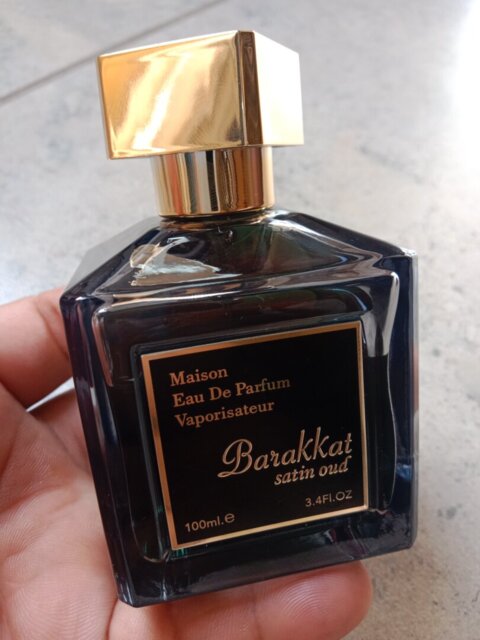 Maison
Eau De Parfum
Vaporisateur
Barakkat
satin oud
3.4Fl.OZ
100ml.e